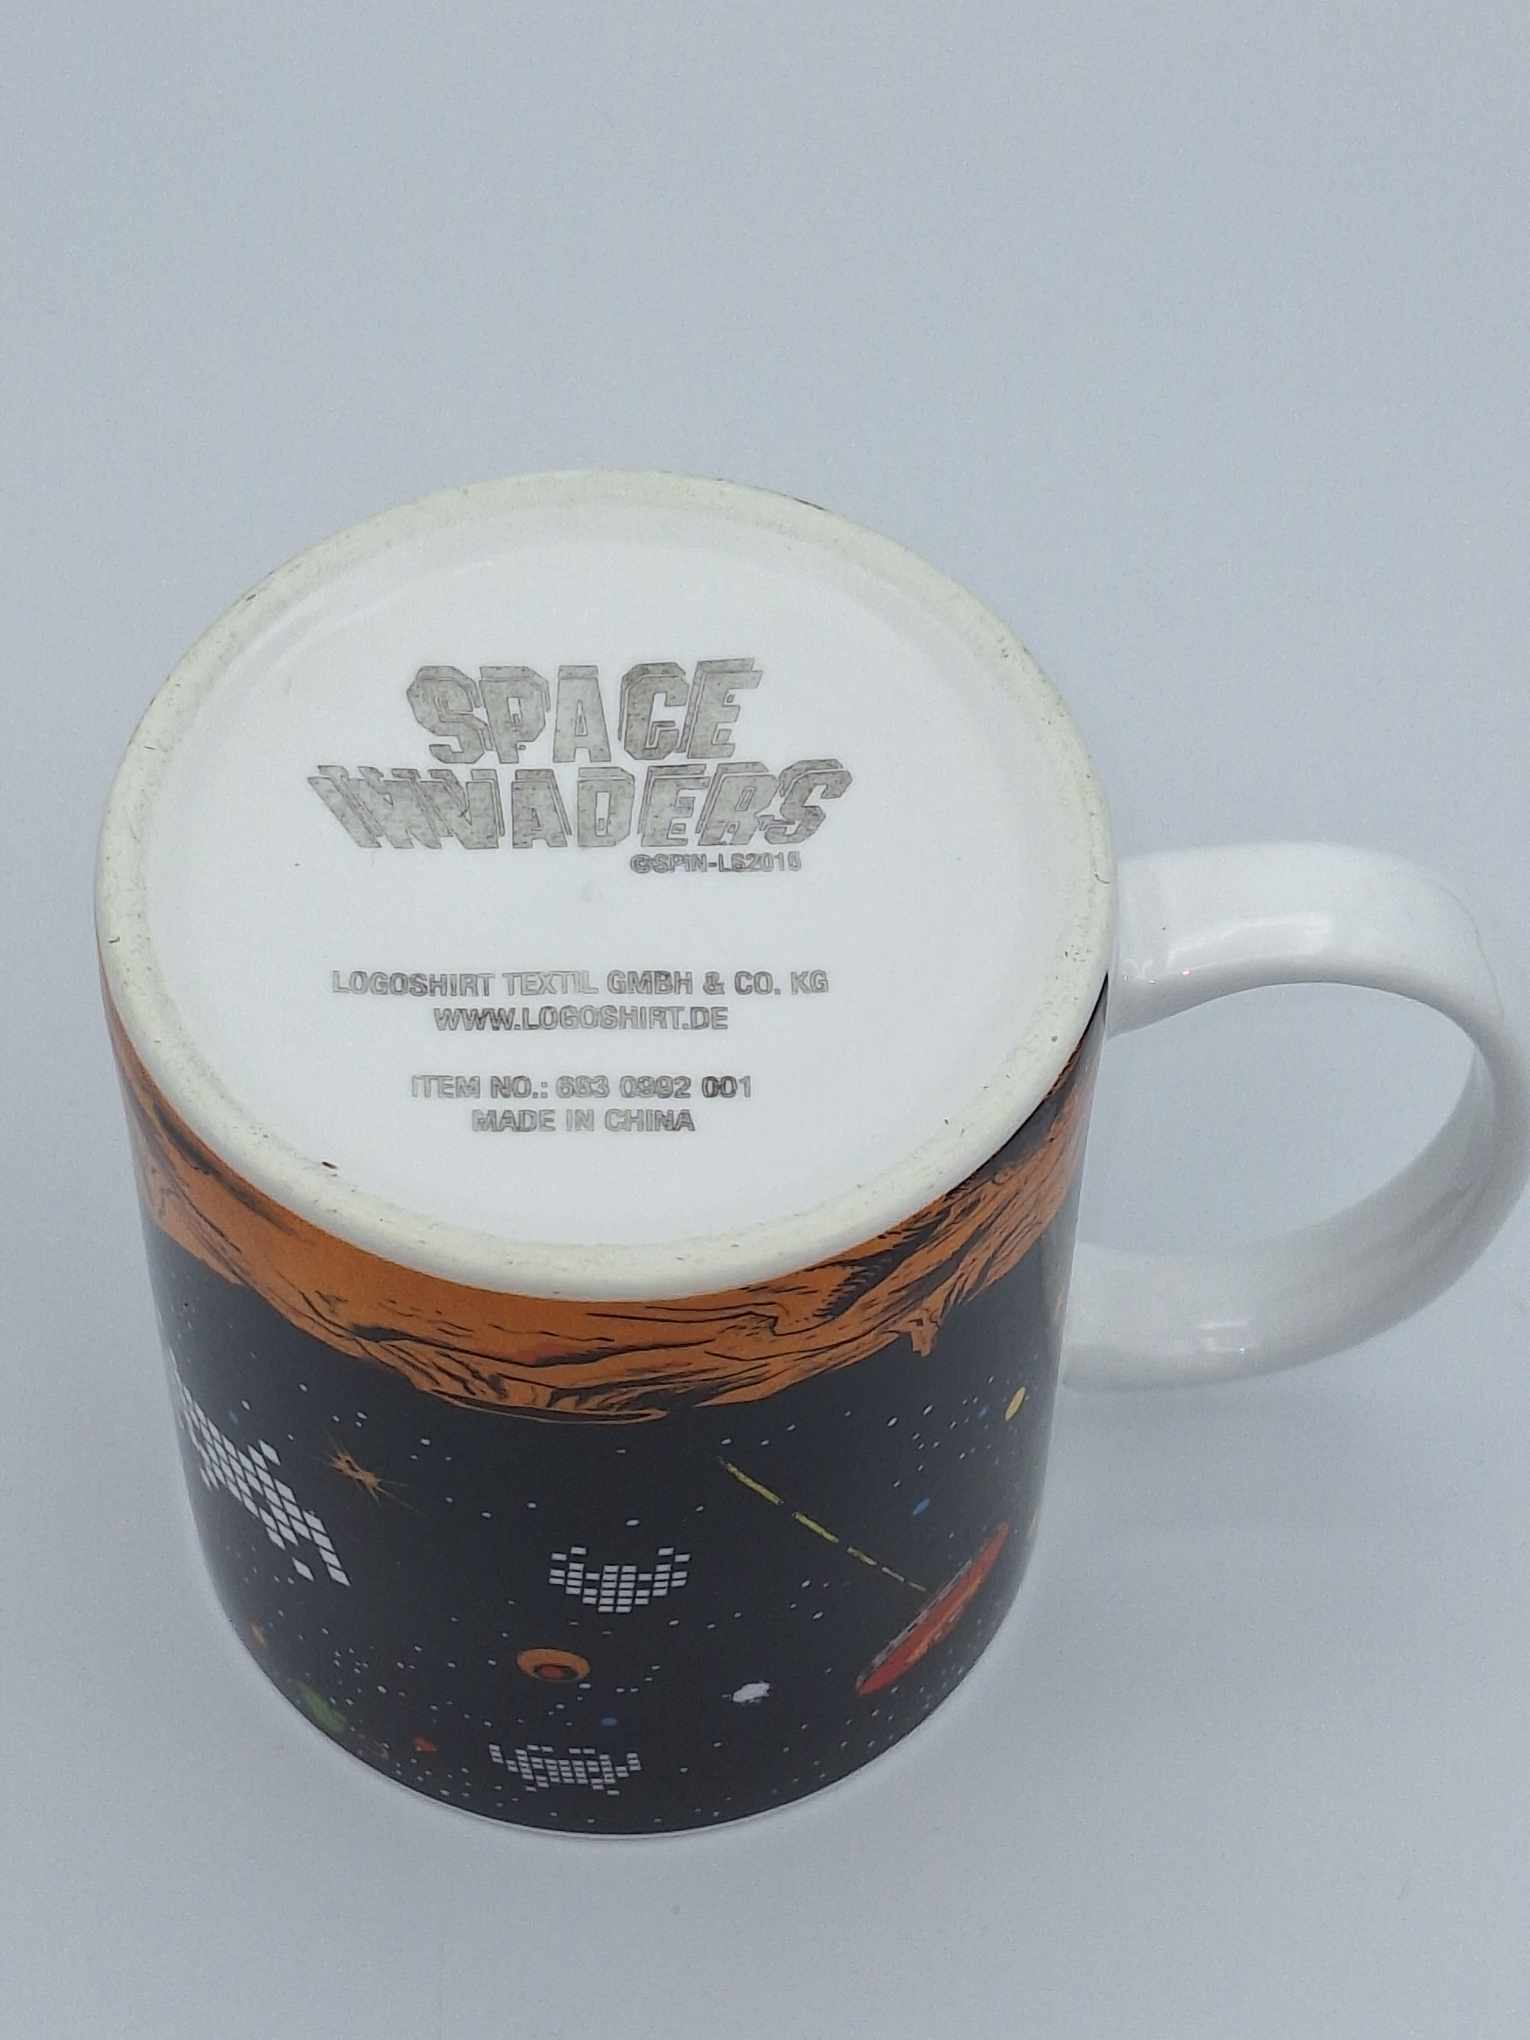 SPACE
INVADERS
©SPIN-LS2015
LOGOSHIRT TEXTIL GMBH & CO. KG
WWW.LOGOSHIRT.DE
ITEM NO.: 683 0992 001
MADE IN CHINA